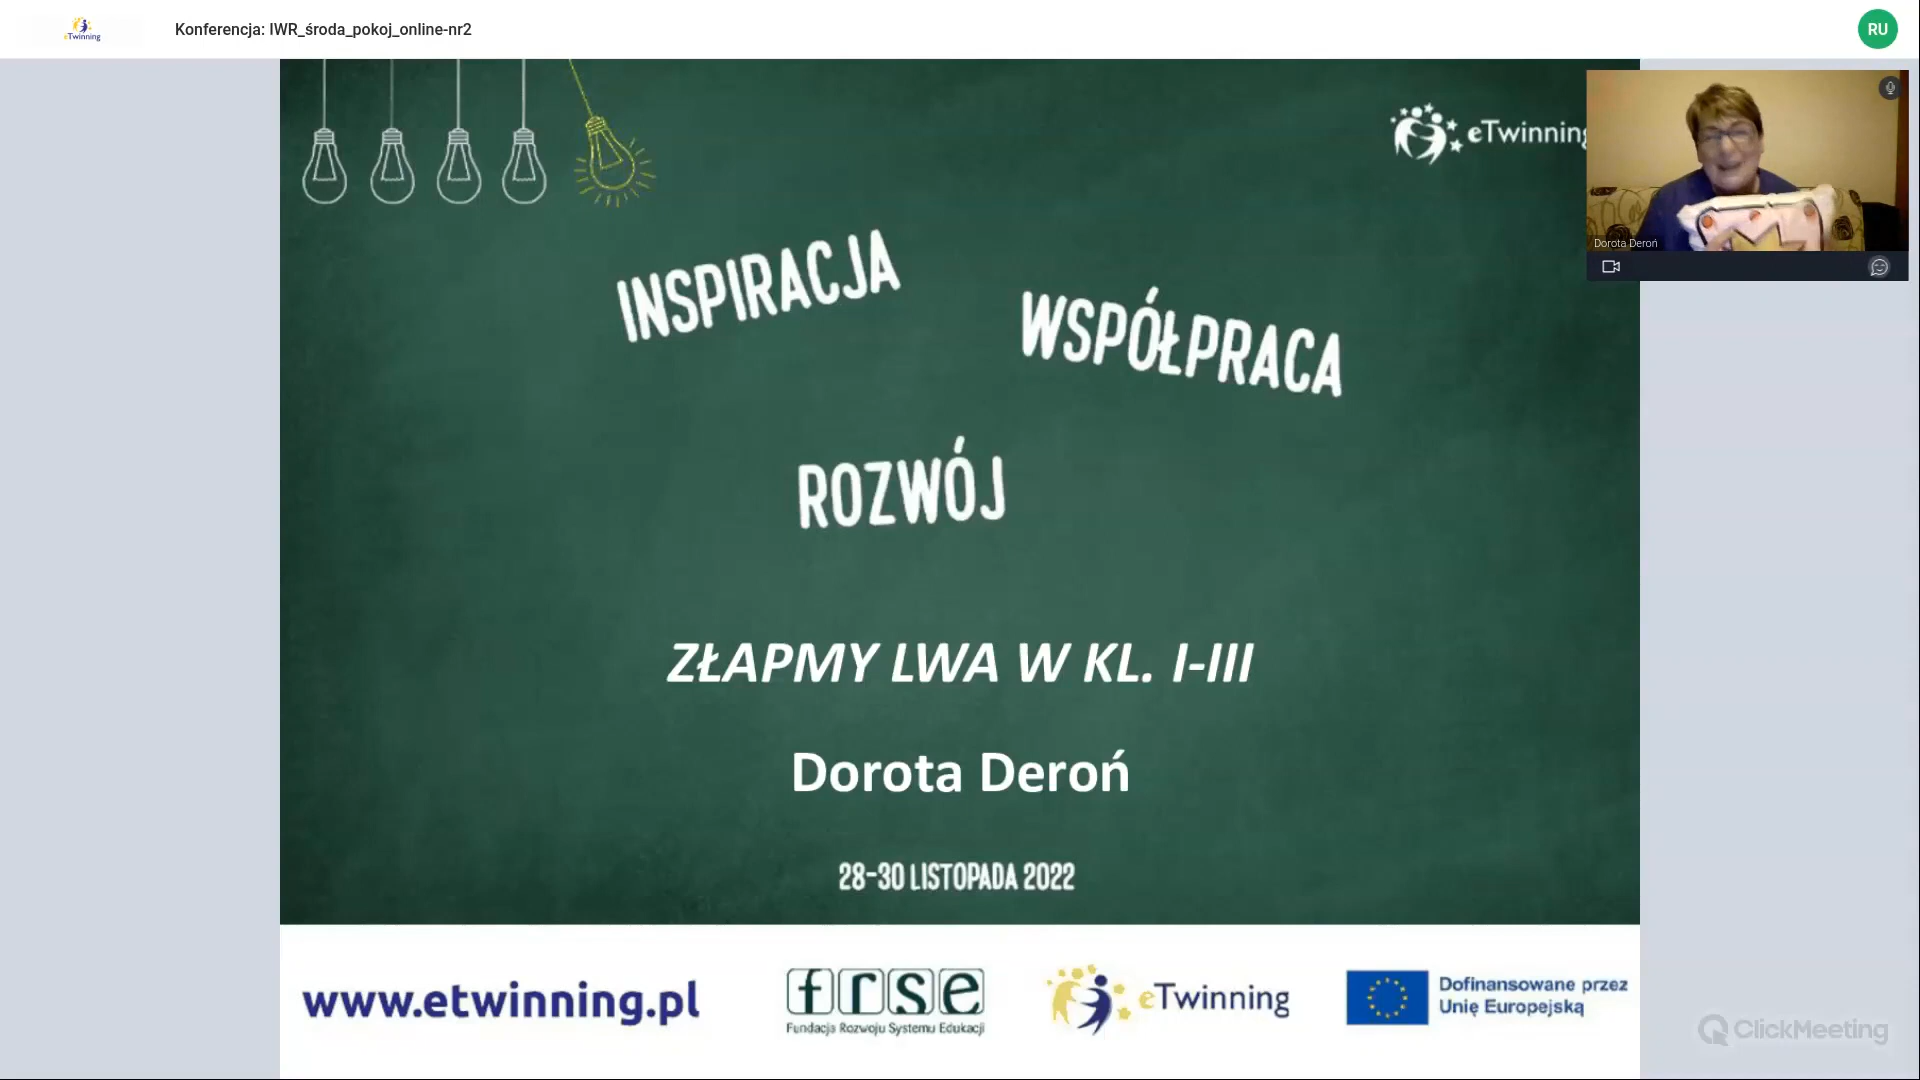 eTwinning
Konferencja: IWR_środa_pokoj_online-nr2
RU
eTwinning
Dorota Deroń
INSPIRACJA
WSPÓŁPRACA
ROZWÓJ
ZŁAPMY LWA W KL. I-III
Dorota Deroń
28-30 LISTOPADA 2022
www.etwinning.pl
frse
Fundacja Rozwoju Systemu Edukacji
eTwinning
Dofinansowane przez
Unię Europejską
ClickMeeting